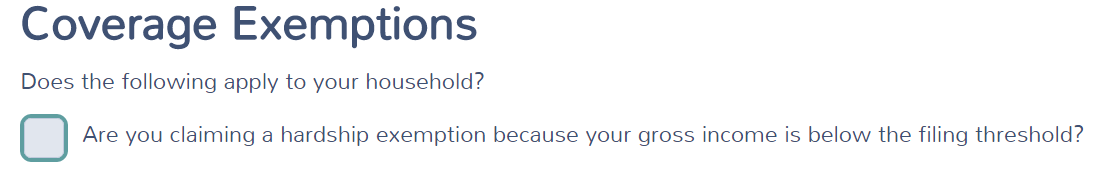 Coverage Exemptions
Does the following apply to your household?
Are you claiming a hardship exemption because your gross income is below the filing threshold?